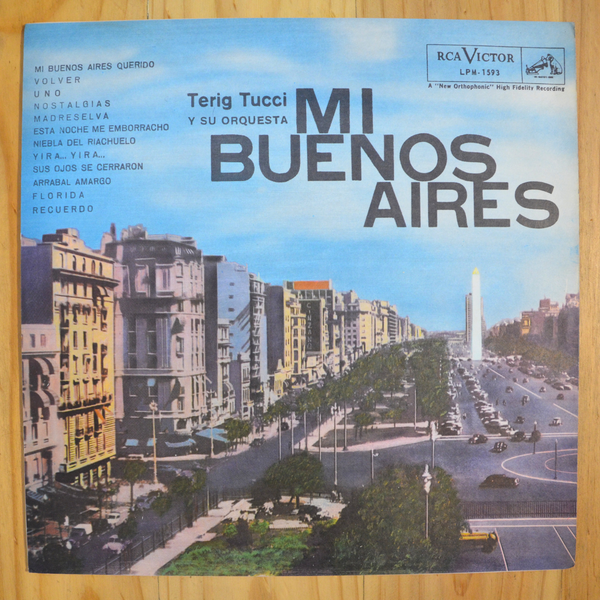 MI BUENOS AIRES QUERIDO
VOLVER
UNO
NOSTALGIAS
MADRESELVA
ESTA NOCHE ME EMBORRACHO
NIEBLA DEL RIACHUELO
YIRA... YIRA...
SUS OJOS SE CERRARON
ARRABAL AMARGO
FLORIDA
RECUERDO
RCA VICTOR
LPM-1593
A "New Orthophonic" High Fidelity Recording
Terig Tucci
Y SU ORQUESTA
MI
BUENOS
AIRES
CINZANO